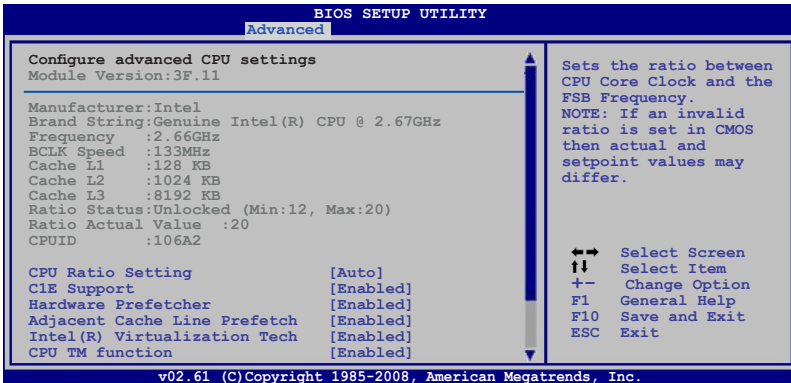 BIOS SETUP UTILITY
Advanced
Configure advanced CPU settings
Module Version:3F.11
Manufacturer:Intel
Brand String:Genuine Intel(R) CPU @ 2.67GHz
Frequency :2.66GHz
BCLK Speed :133MHz
Cache L1 :128 KB
Cache L2 :1024 KB
Cache L3 :8192 KB
Ratio Status:Unlocked (Min:12, Max:20)
Ratio Actual Value :20
CPUID :106A2
CPU Ratio Setting [Auto]
C1E Support [Enabled]
Hardware Prefetcher [Enabled]
Adjacent Cache Line Prefetch [Enabled]
Intel(R) Virtualization Tech [Enabled]
CPU TM function [Enabled]
Sets the ratio between
CPU Core Clock and the
FSB Frequency.
NOTE: If an invalid
ratio is set in CMOS
then actual and
setpoint values may
differ.
←→ Select Screen
↑↓ Select Item
+- Change Option
F1 General Help
F10 Save and Exit
ESC Exit
v02.61 (C)Copyright 1985-2008, American Megatrends, Inc.